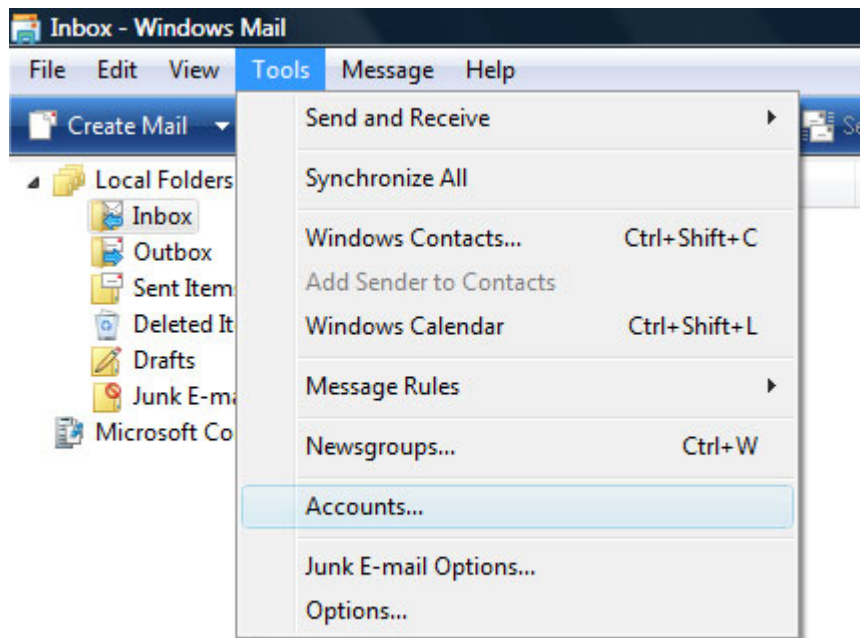 Inbox - Windows Mail
File Edit View Tools Message Help
Create Mail
Send and Receive
Synchronize All
Windows Contacts... Ctrl+Shift+C
Add Sender to Contacts
Windows Calendar Ctrl+Shift+L
Message Rules
Newsgroups... Ctrl+W
Accounts...
Junk E-mail Options...
Options...
Local Folders
Inbox
Outbox
Sent Item
Deleted It
Drafts
Junk E-ma
Microsoft Co